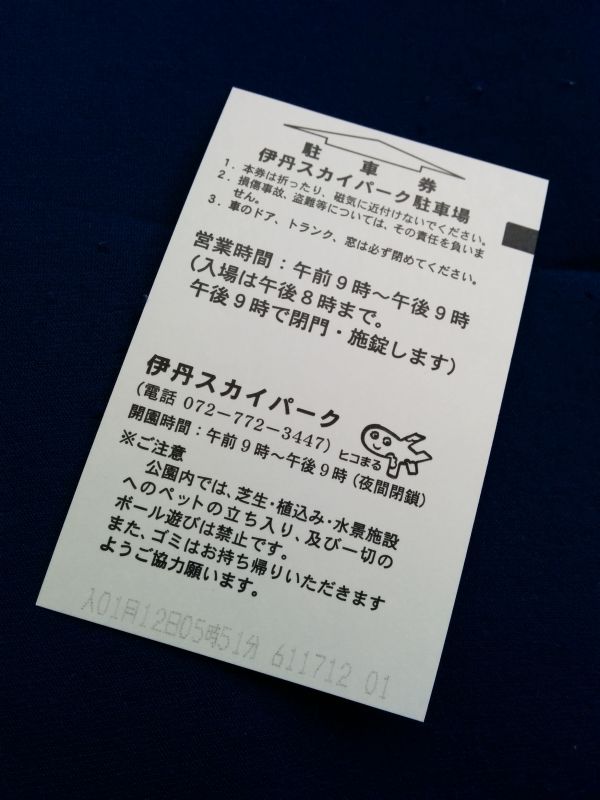 駐車券
伊丹スカイパーク駐車場
1. 本券は折ったり、磁気に近付けないでください。
2. 損傷事故、盗難等については、その責任を負いま
せん。
3. 車のドア、トランク、窓は必ず閉めてください。
営業時間：午前9時～午後9時
(入場は午後8時まで。
午後9時で閉門・施錠します)
伊丹スカイパーク
(電話 072-772-3447) ヒコまる
開園時間：午前9時～午後9時 (夜間閉鎖)
※ご注意
公園内では、芝生・植込み・水景施設
へのペットの立ち入り、及び一切の
ボール遊びは禁止です。
また、ゴミはお持ち帰りいただきます
ようご協力願います。
入01月12日05時51分 611712 01